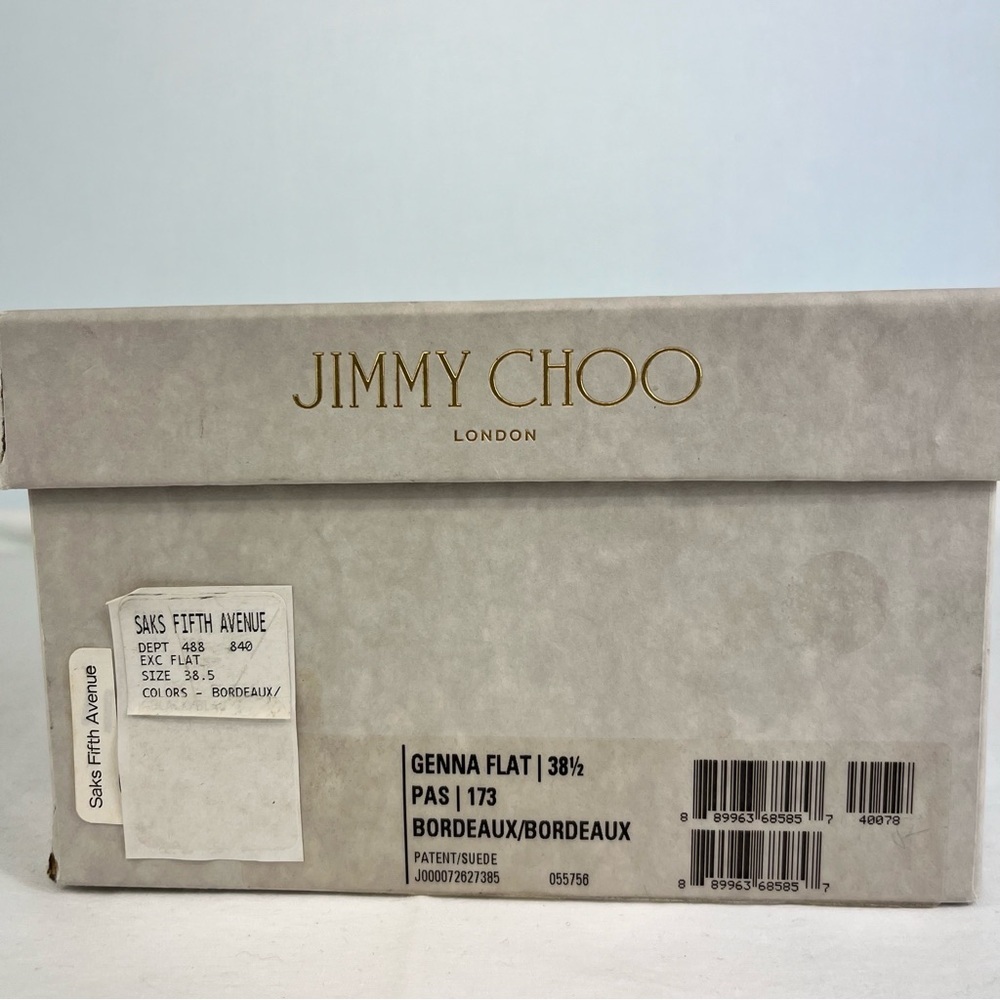 JIMMY CHOO
LONDON
SAKS FIFTH AVENUE
DEPT 488 840
EXC FLAT
SIZE 38.5
COLORS - BORDEAUX/
Saks Fifth Avenue
GENNA FLAT | 38½
PAS | 173
BORDEAUX/BORDEAUX
PATENT/SUEDE
J000072627385 055756
8 89963 68585 7 40078
8 89963 68585 7